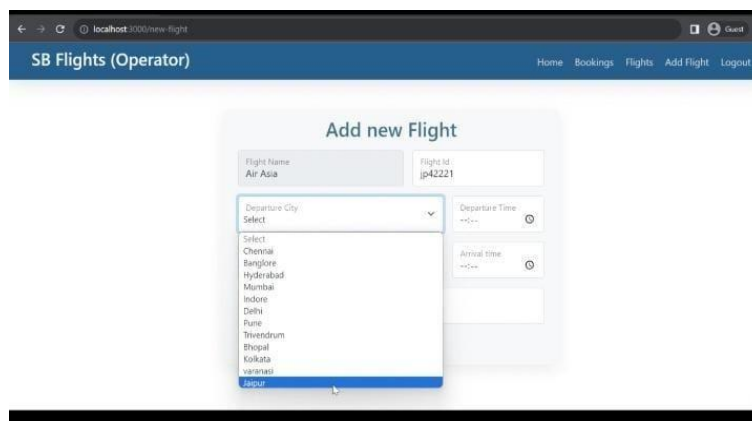 localhost:3000/new-flight
Guest
SB Flights (Operator)
Home Bookings Flights Add Flight Logout
Add new Flight
Flight Name
Air Asia
Flight Id
jp42221
Departure City
Select
Departure Time
--:--
Select
Chennai
Banglore
Hyderabad
Mumbai
Indore
Delhi
Pune
Trivendrum
Bhopal
Kolkata
varanasi
Jaipur
Arrival time
--:--